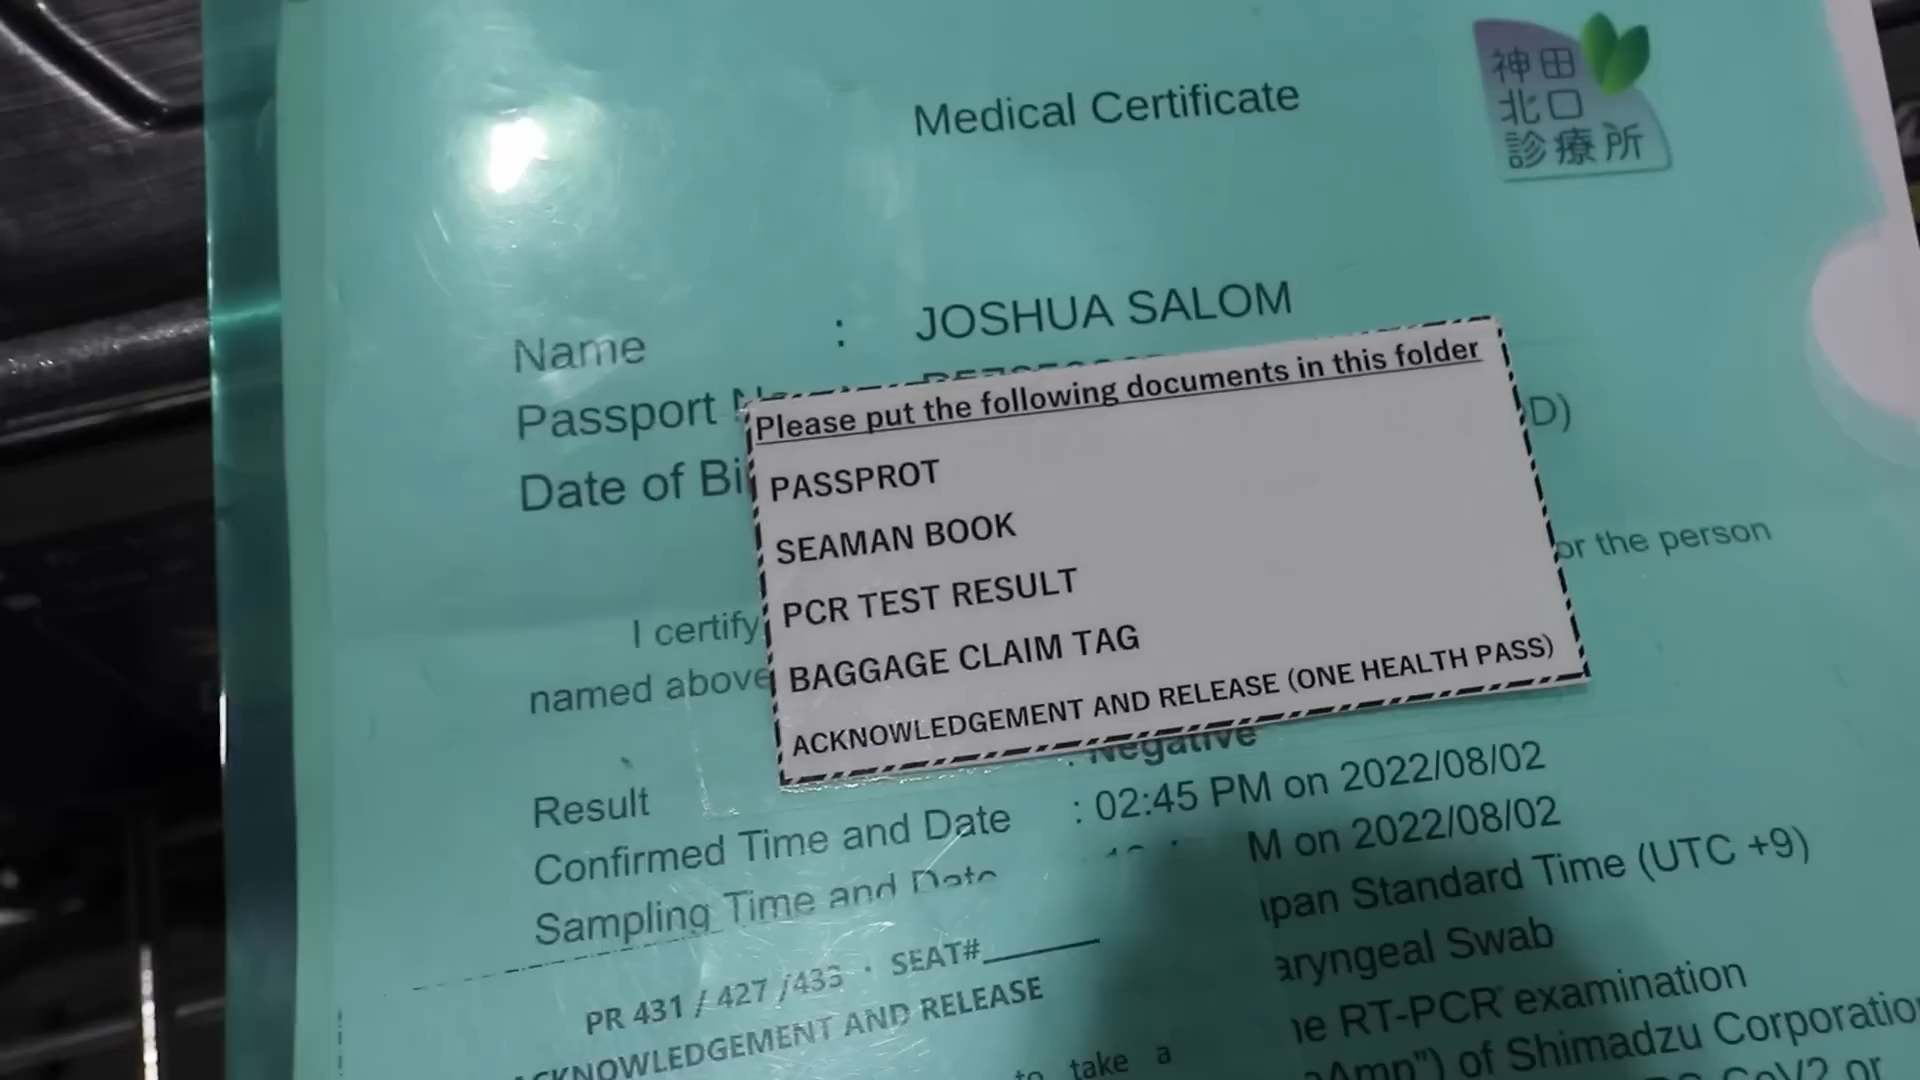 Medical Certificate
神田
北口
診療所
Name : JOSHUA SALOM
Passport
Date of
D)
Please put the following documents in this folder
PASSPROT
SEAMAN BOOK
PCR TEST RESULT
BAGGAGE CLAIM TAG
ACKNOWLEDGEMENT AND RELEASE (ONE HEALTH PASS)
I certify
or the person
named above
Result : Negative
Confirmed Time and Date : 02:45 PM on 2022/08/02
Sampling Time and Date M on 2022/08/02
Standard Time (UTC +9)
Swab
PR 431 / 427 /433 · SEAT#
RT-PCR examination
ACKNOWLEDGEMENT AND RELEASE
of Shimadzu Corporation
to take a
or